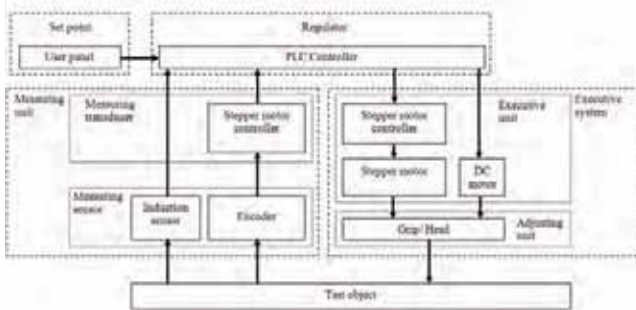 Set point
Regulator
User panel
PLC Controller
Measuring
unit
Measuring
transducer
Stepper motor
controller
Stepper motor
controller
Executive
unit
Executive
system
Stepper motor
DC
motor
Measuring
sensor
Induction
sensor
Encoder
Grip/Head
Adjusting
unit
Test object